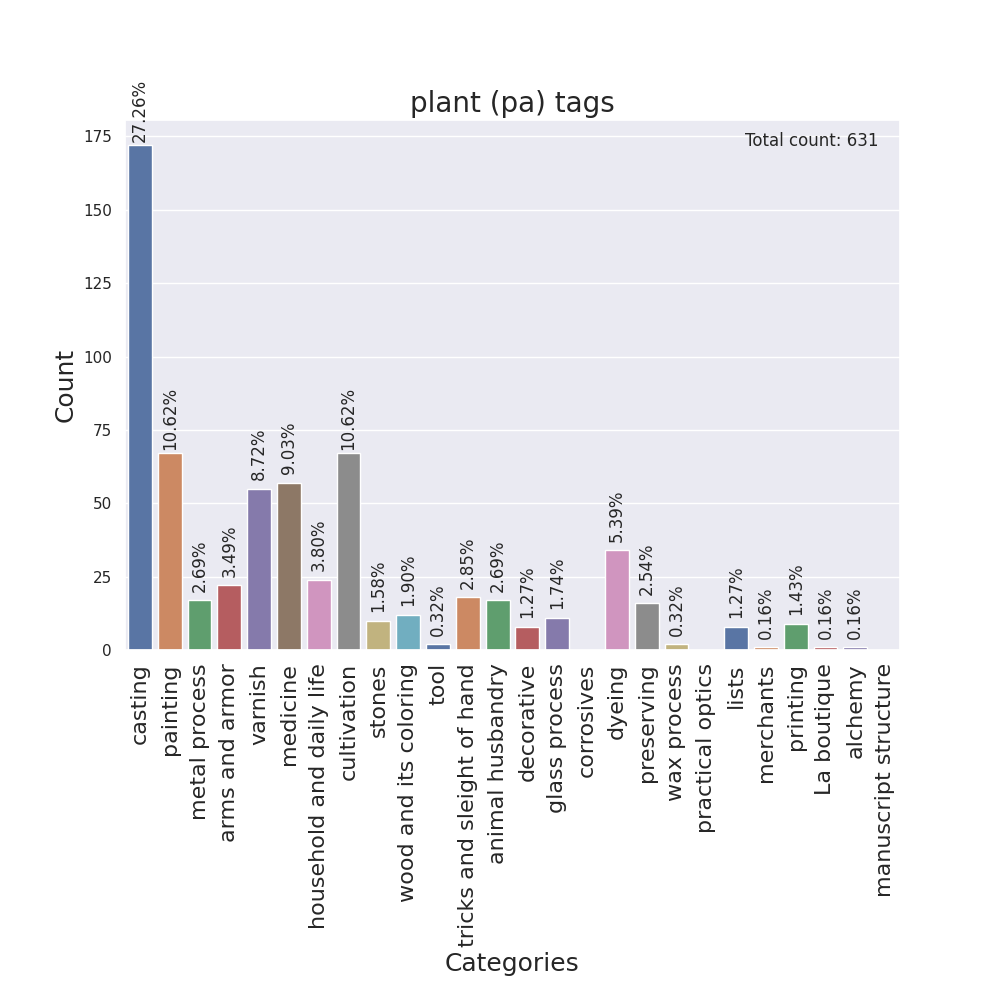 plant (pa) tags
Total count: 631
Count
175
150
125
100
75
50
25
0
27.26%
10.62%
2.69%
3.49%
8.72%
9.03%
3.80%
10.62%
1.58%
1.90%
0.32%
2.85%
2.69%
1.27%
1.74%
5.39%
2.54%
0.32%
1.27%
0.16%
1.43%
0.16%
0.16%
casting
painting
metal process
arms and armor
varnish
medicine
household and daily life
cultivation
stones
wood and its coloring
tool
tricks and sleight of hand
animal husbandry
decorative
glass process
corrosives
dyeing
preserving
wax process
practical optics
lists
merchants
printing
La boutique
alchemy
manuscript structure
Categories